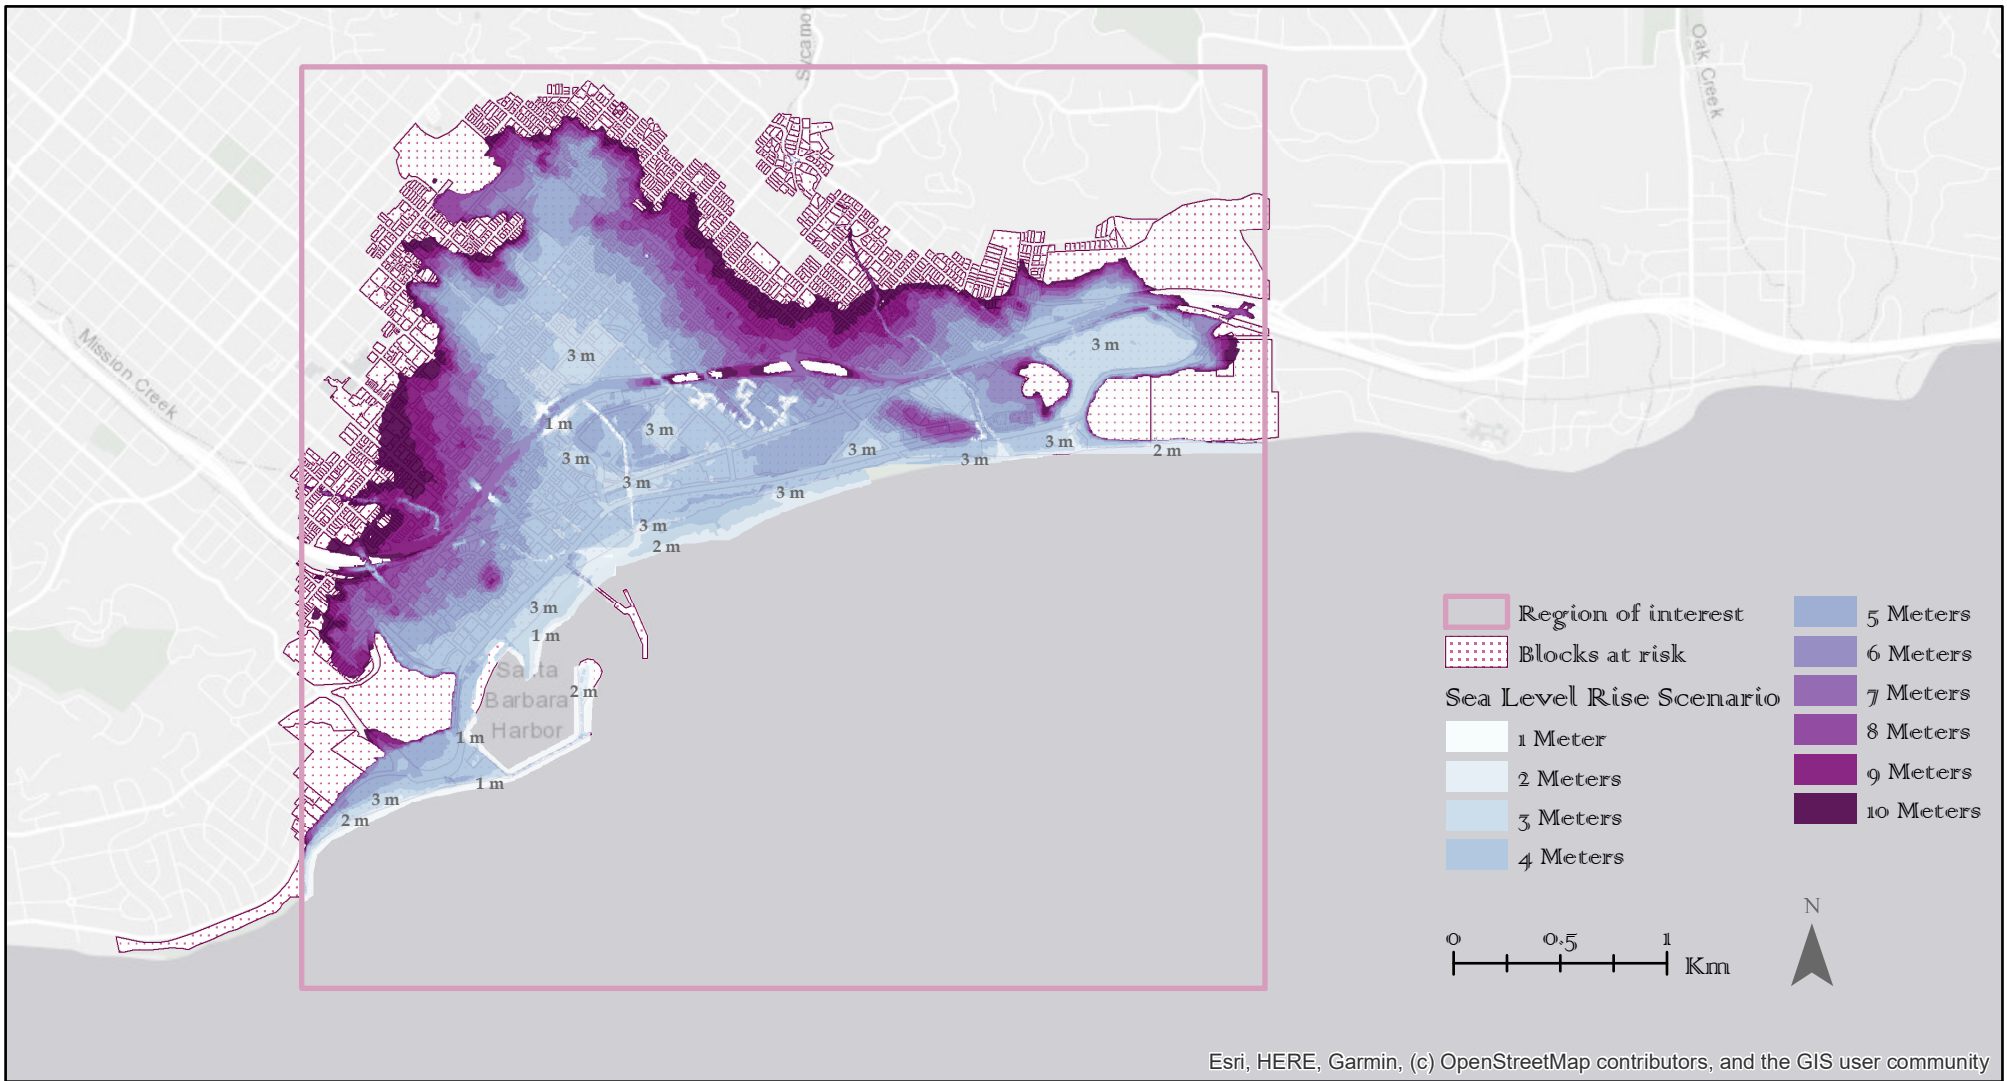 Sycamo
Oak Creek
Mission Creek
3 m
3 m
1 m
3 m
3 m
3 m
3 m
2 m
3 m
3 m
3 m
3 m
3 m
2 m
3 m
1 m
Santa
Barbara
Harbor
2 m
1 m
1 m
3 m
2 m
Region of interest
Blocks at risk
Sea Level Rise Scenario
1 Meter
2 Meters
3 Meters
4 Meters
5 Meters
6 Meters
7 Meters
8 Meters
9 Meters
10 Meters
0 0.5 1
Km
N
Esri, HERE, Garmin, (c) OpenStreetMap contributors, and the GIS user community